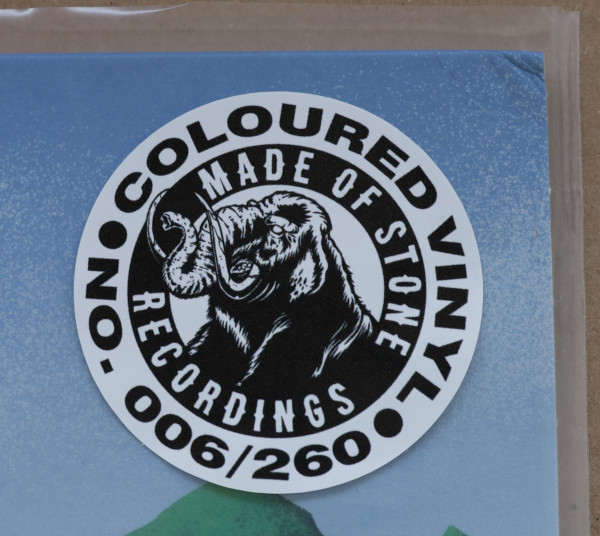 COLOURED VINYL
NO. 006/260
MADE OF STONE
RECORDINGS